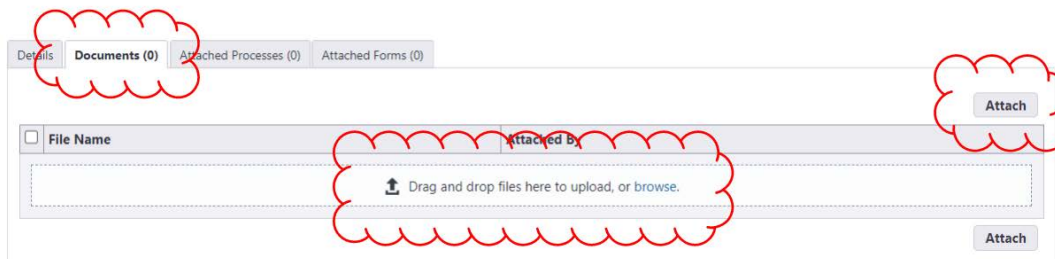 Details Documents (0) Attached Processes (0) Attached Forms (0)
Attach
File Name Attached By
Drag and drop files here to upload, or browse.
Attach